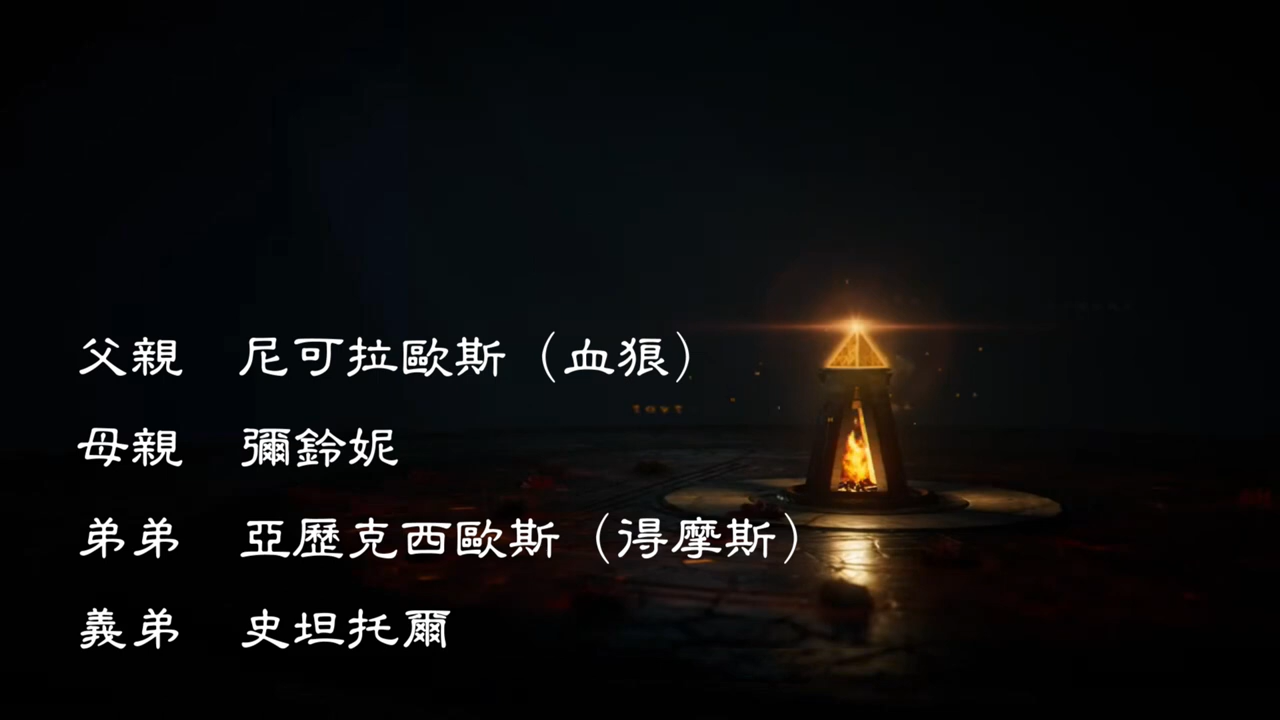 父親　尼可拉歐斯（血狼）
母親　彌鈴妮
弟弟　亞歷克西歐斯（得摩斯）
義弟　史坦托爾